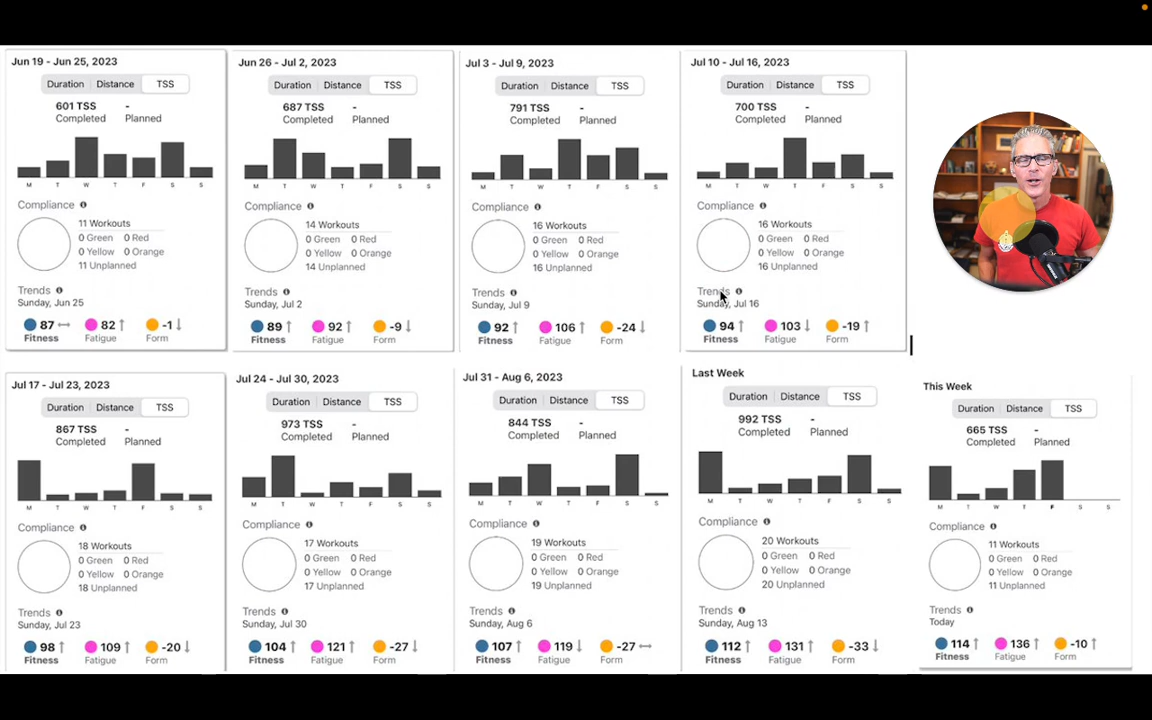 Jun 19 - Jun 25, 2023
Duration Distance TSS
601 TSS -
Completed Planned
M T W T F S S
Compliance
11 Workouts
0 Green 0 Red
0 Yellow 0 Orange
11 Unplanned
Trends
Sunday, Jun 25
87 ↔ 82 ↑ -1 ↓
Fitness Fatigue Form
Jun 26 - Jul 2, 2023
Duration Distance TSS
687 TSS -
Completed Planned
M T W T F S S
Compliance
14 Workouts
0 Green 0 Red
0 Yellow 0 Orange
14 Unplanned
Trends
Sunday, Jul 2
89 ↑ 92 ↑ -9 ↓
Fitness Fatigue Form
Jul 3 - Jul 9, 2023
Duration Distance TSS
791 TSS -
Completed Planned
M T W T F S S
Compliance
16 Workouts
0 Green 0 Red
0 Yellow 0 Orange
16 Unplanned
Trends
Sunday, Jul 9
92 ↑ 106 ↑ -24 ↓
Fitness Fatigue Form
Jul 10 - Jul 16, 2023
Duration Distance TSS
700 TSS -
Completed Planned
M T W T F S S
Compliance
16 Workouts
0 Green 0 Red
0 Yellow 0 Orange
16 Unplanned
Trends
Sunday, Jul 16
94 ↑ 103 ↓ -19 ↑
Fitness Fatigue Form
Jul 17 - Jul 23, 2023
Duration Distance TSS
867 TSS -
Completed Planned
M T W T F S S
Compliance
18 Workouts
0 Green 0 Red
0 Yellow 0 Orange
18 Unplanned
Trends
Sunday, Jul 23
98 ↑ 109 ↑ -20 ↓
Fitness Fatigue Form
Jul 24 - Jul 30, 2023
Duration Distance TSS
973 TSS -
Completed Planned
M T W T F S S
Compliance
17 Workouts
0 Green 0 Red
0 Yellow 0 Orange
17 Unplanned
Trends
Sunday, Jul 30
104 ↑ 121 ↑ -27 ↓
Fitness Fatigue Form
Jul 31 - Aug 6, 2023
Duration Distance TSS
844 TSS -
Completed Planned
M T W T F S S
Compliance
19 Workouts
0 Green 0 Red
0 Yellow 0 Orange
19 Unplanned
Trends
Sunday, Aug 6
107 ↑ 119 ↓ -27 ↔
Fitness Fatigue Form
Last Week
Duration Distance TSS
992 TSS -
Completed Planned
M T W T F S S
Compliance
20 Workouts
0 Green 0 Red
0 Yellow 0 Orange
20 Unplanned
Trends
Sunday, Aug 13
112 ↑ 131 ↑ -33 ↓
Fitness Fatigue Form
This Week
Duration Distance TSS
665 TSS -
Completed Planned
M T W T F S S
Compliance
11 Workouts
0 Green 0 Red
0 Yellow 0 Orange
11 Unplanned
Trends
Today
114 ↑ 136 ↑ -10 ↑
Fitness Fatigue Form